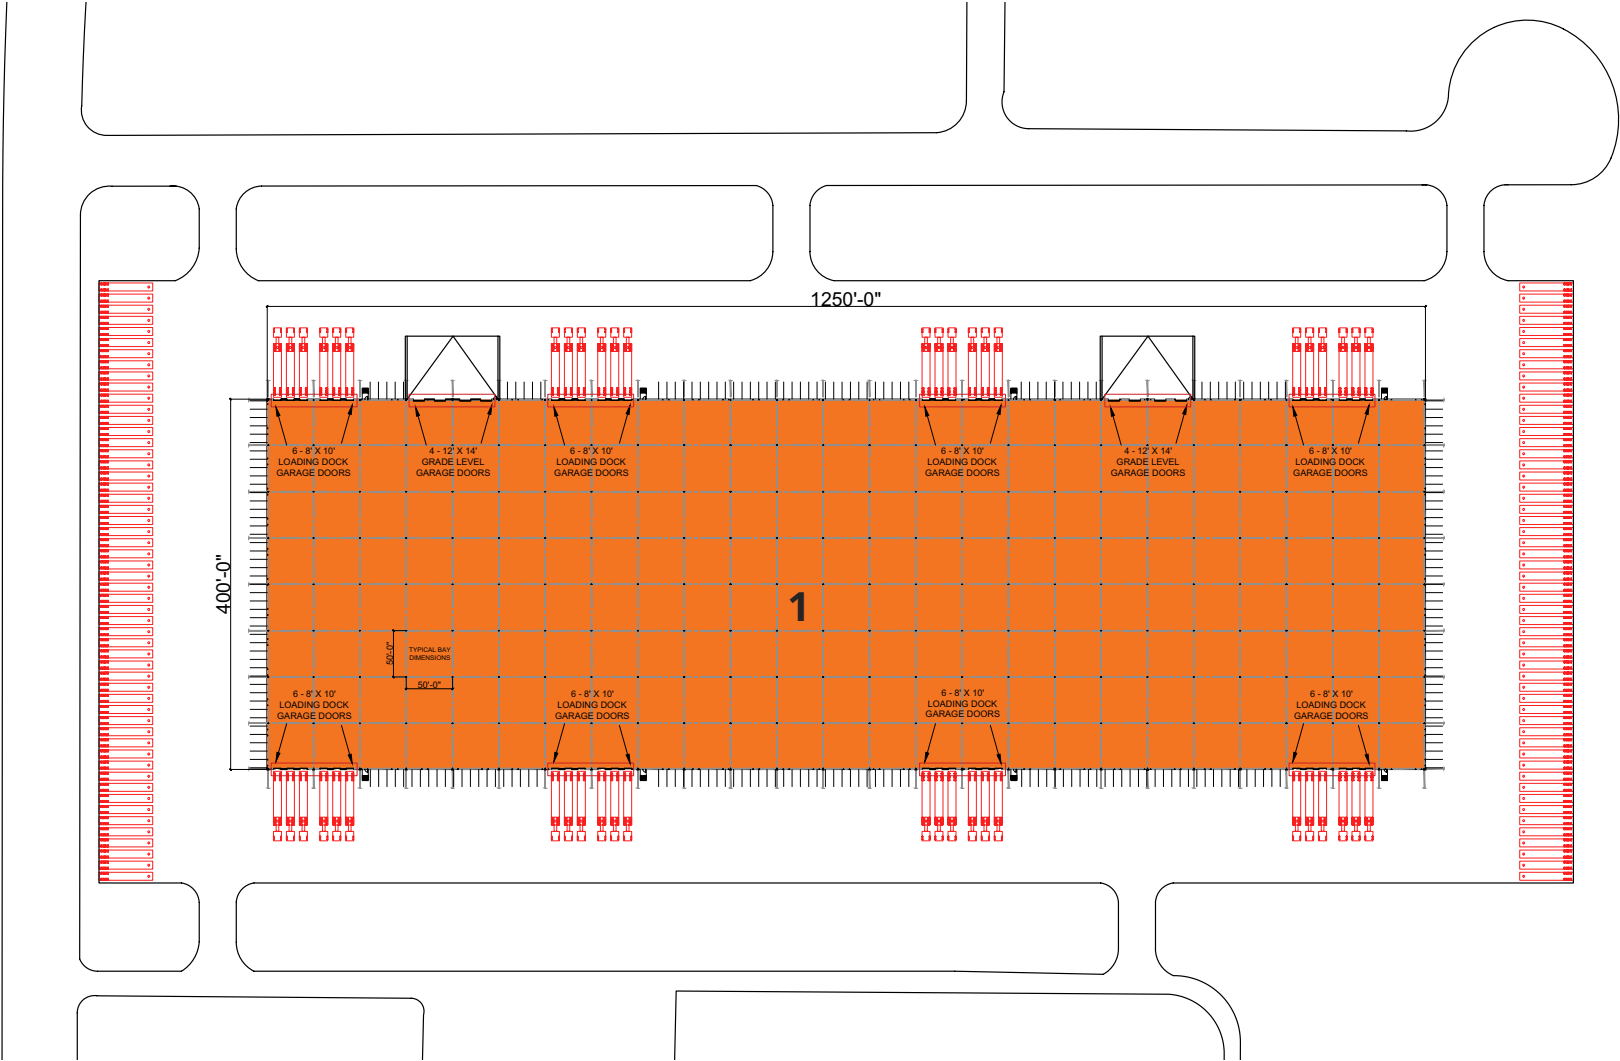 1250'-0"
6 - 8' X 10'
LOADING DOCK
GARAGE DOORS
4 - 12' X 14'
GRADE LEVEL
GARAGE DOORS
6 - 8' X 10'
LOADING DOCK
GARAGE DOORS
6 - 8' X 10'
LOADING DOCK
GARAGE DOORS
4 - 12' X 14'
GRADE LEVEL
GARAGE DOORS
6 - 8' X 10'
LOADING DOCK
GARAGE DOORS
400'-0"
1
50'-0"
TYPICAL BAY
DIMENSIONS
50'-0"
6 - 8' X 10'
LOADING DOCK
GARAGE DOORS
6 - 8' X 10'
LOADING DOCK
GARAGE DOORS
6 - 8' X 10'
LOADING DOCK
GARAGE DOORS
6 - 8' X 10'
LOADING DOCK
GARAGE DOORS